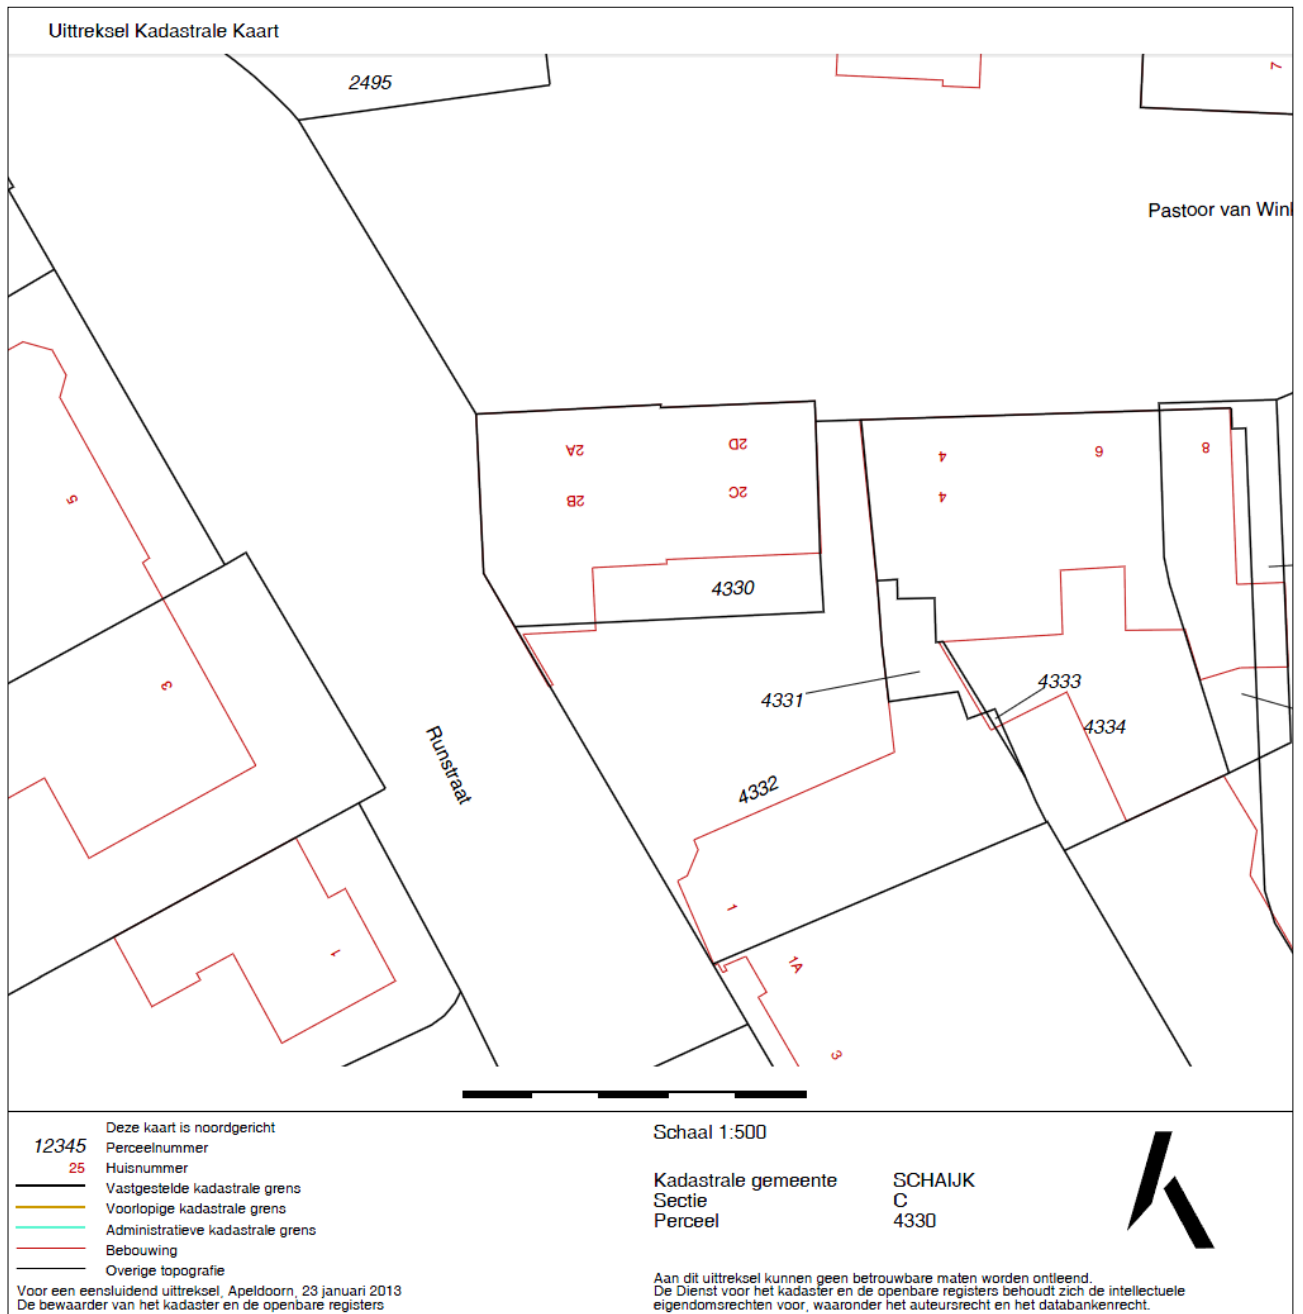 Uittreksel Kadastrale Kaart
2495
7
Pastoor van Wink
2A
2D
2B
2C
4
4
6
8
5
4330
3
4331
4333
4334
Runstraat
4332
1
1
1A
3
Deze kaart is noordgericht
12345 Perceelnummer
25 Huisnummer
Vastgestelde kadastrale grens
Voorlopige kadastrale grens
Administratieve kadastrale grens
Bebouwing
Overige topografie
Voor een eensluidend uittreksel, Apeldoorn, 23 januari 2013
De bewaarder van het kadaster en de openbare registers
Schaal 1:500
Kadastrale gemeente SCHAIJK
Sectie C
Perceel 4330
Aan dit uittreksel kunnen geen betrouwbare maten worden ontleend.
De Dienst voor het kadaster en de openbare registers behoudt zich de intellectuele
eigendomsrechten voor, waaronder het auteursrecht en het databankenrecht.